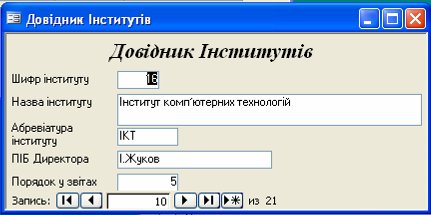 Довідник Інститутів
Довідник Институтів
Шифр інституту 16
Назва інституту Інститут комп'ютерних технологій
Абревіатура інституту ІКТ
ПІБ Директора І.Жуков
Порядок у звітах 5
Запись: 10 из 21